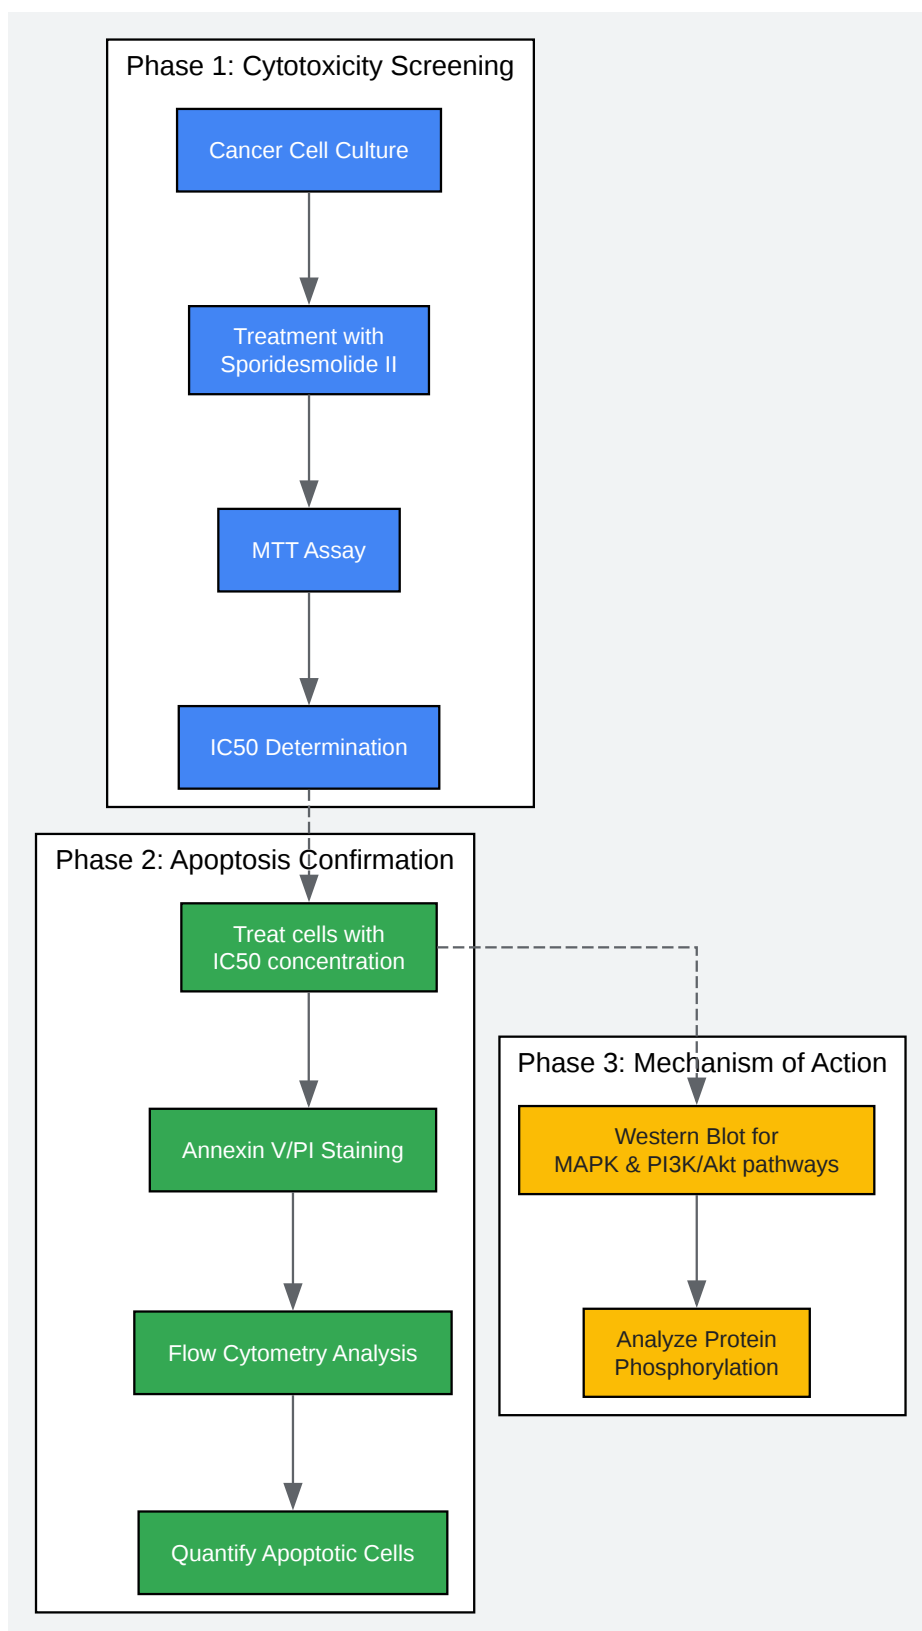 Phase 1: Cytotoxicity Screening
Cancer Cell Culture
Treatment with
Sporidesmolide II
MTT Assay
IC50 Determination
Phase 2: Apoptosis Confirmation
Treat cells with
IC50 concentration
Annexin V/PI Staining
Flow Cytometry Analysis
Quantify Apoptotic Cells
Phase 3: Mechanism of Action
Western Blot for
MAPK & PI3K/Akt pathways
Analyze Protein
Phosphorylation